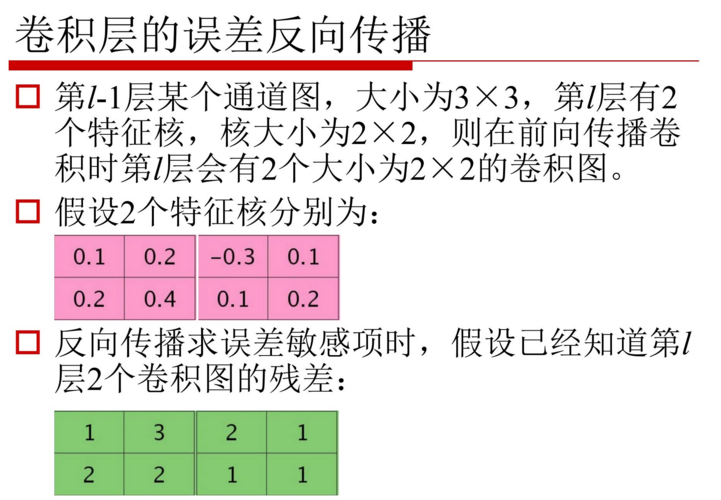 卷积层的误差反向传播
第l-1层某个通道图，大小为3×3，第l层有2
个特征核，核大小为2×2，则在前向传播卷
积时第l层会有2个大小为2×2的卷积图。
假设2个特征核分别为：
0.1 0.2 -0.3 0.1
0.2 0.4 0.1 0.2
反向传播求误差敏感项时，假设已经知道第l
层2个卷积图的残差：
1 3 2 1
2 2 1 1